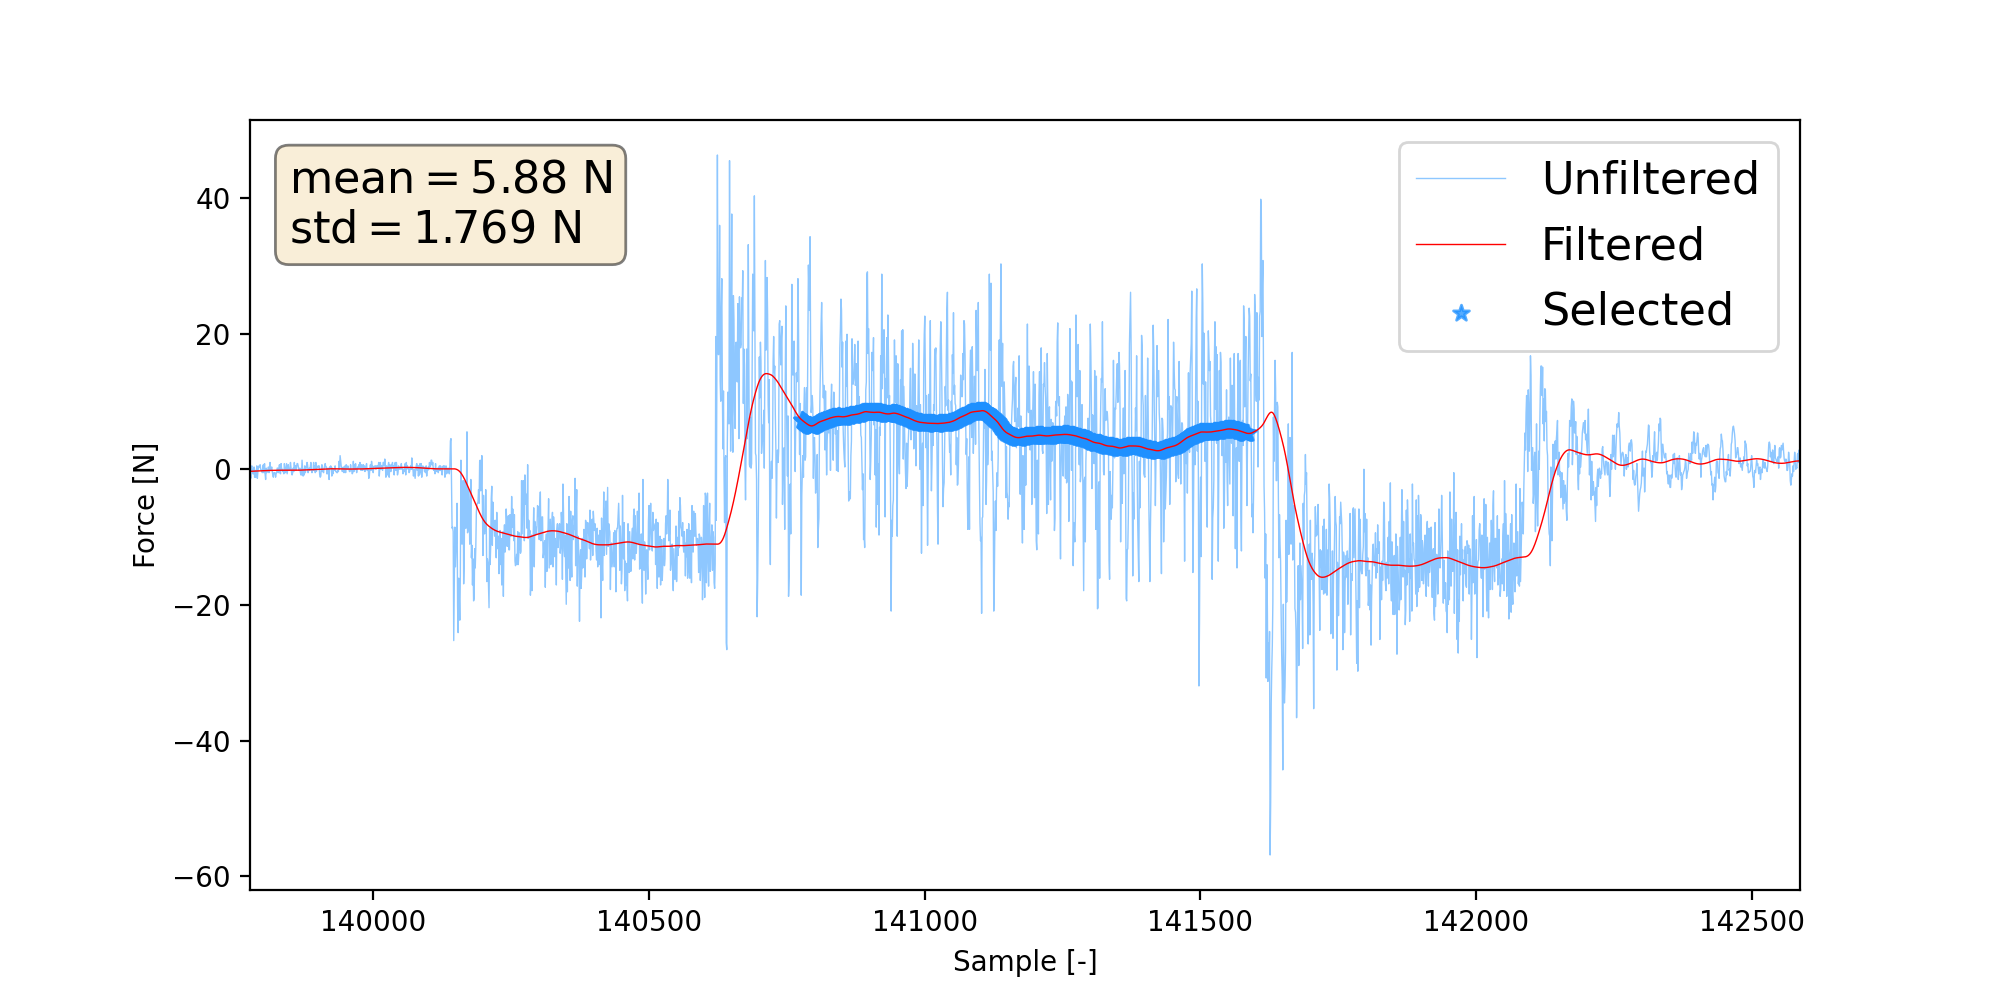 mean = 5.88 N
std = 1.769 N
Unfiltered
Filtered
Selected
40
20
0
−20
−40
−60
Force [N]
140000 140500 141000 141500 142000 142500
Sample [-]